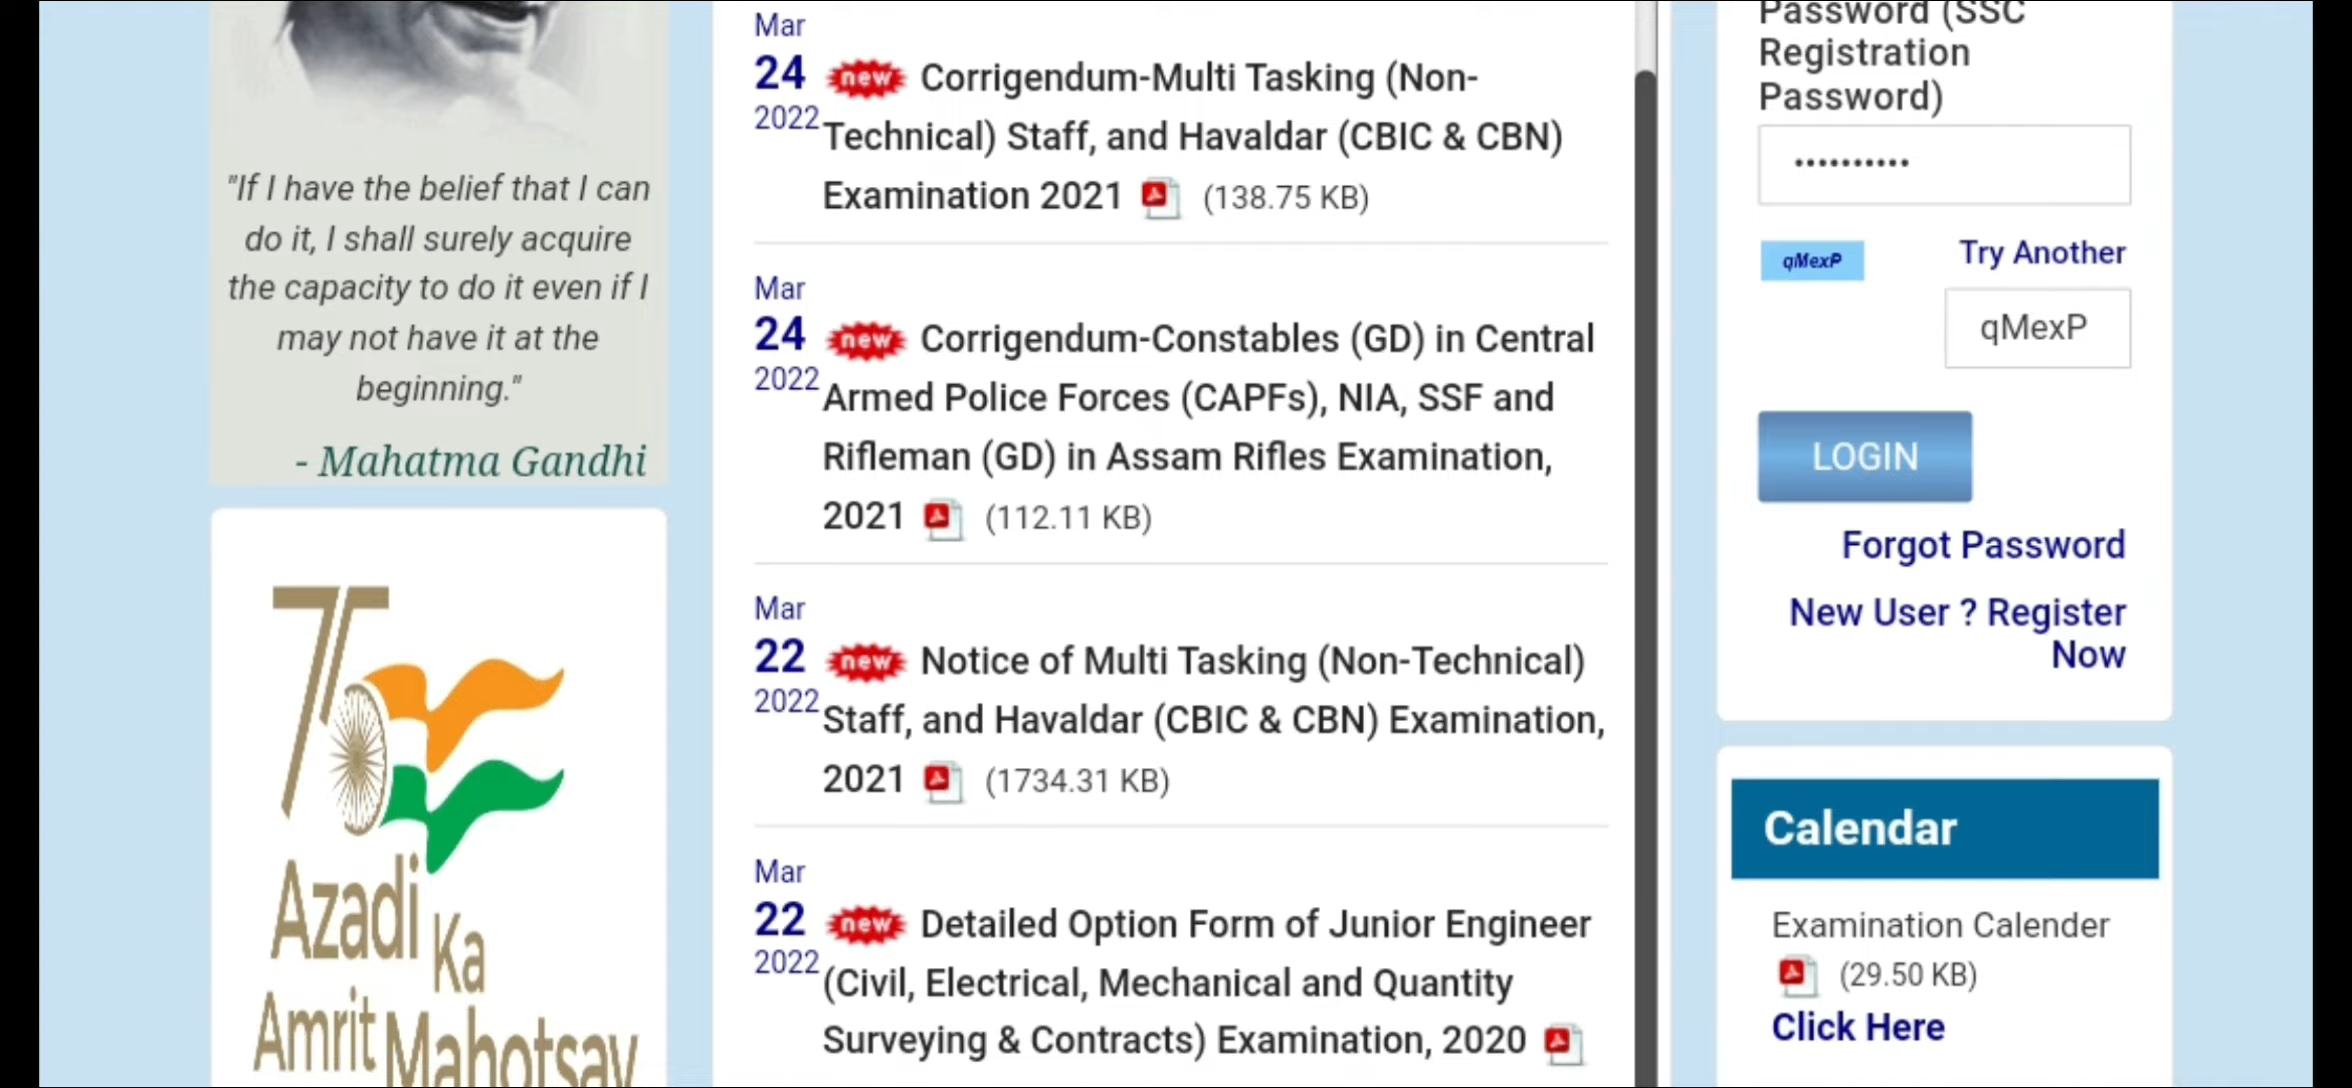 "If I have the belief that I can
do it, I shall surely acquire
the capacity to do it even if I
may not have it at the
beginning."
- Mahatma Gandhi
75
Azadi
Ka
Amrit
Mahotsav
Mar
24
2022
new Corrigendum-Multi Tasking (Non-
Technical) Staff, and Havaldar (CBIC & CBN)
Examination 2021 (138.75 KB)
Mar
24
2022
new Corrigendum-Constables (GD) in Central
Armed Police Forces (CAPFs), NIA, SSF and
Rifleman (GD) in Assam Rifles Examination,
2021 (112.11 KB)
Mar
22
2022
new Notice of Multi Tasking (Non-Technical)
Staff, and Havaldar (CBIC & CBN) Examination,
2021 (1734.31 KB)
Mar
22
2022
new Detailed Option Form of Junior Engineer
(Civil, Electrical, Mechanical and Quantity
Surveying & Contracts) Examination, 2020
Password (SSC
Registration
Password)
••••••••••
qMexP
Try Another
qMexP
LOGIN
Forgot Password
New User ? Register
Now
Calendar
Examination Calender
(29.50 KB)
Click Here